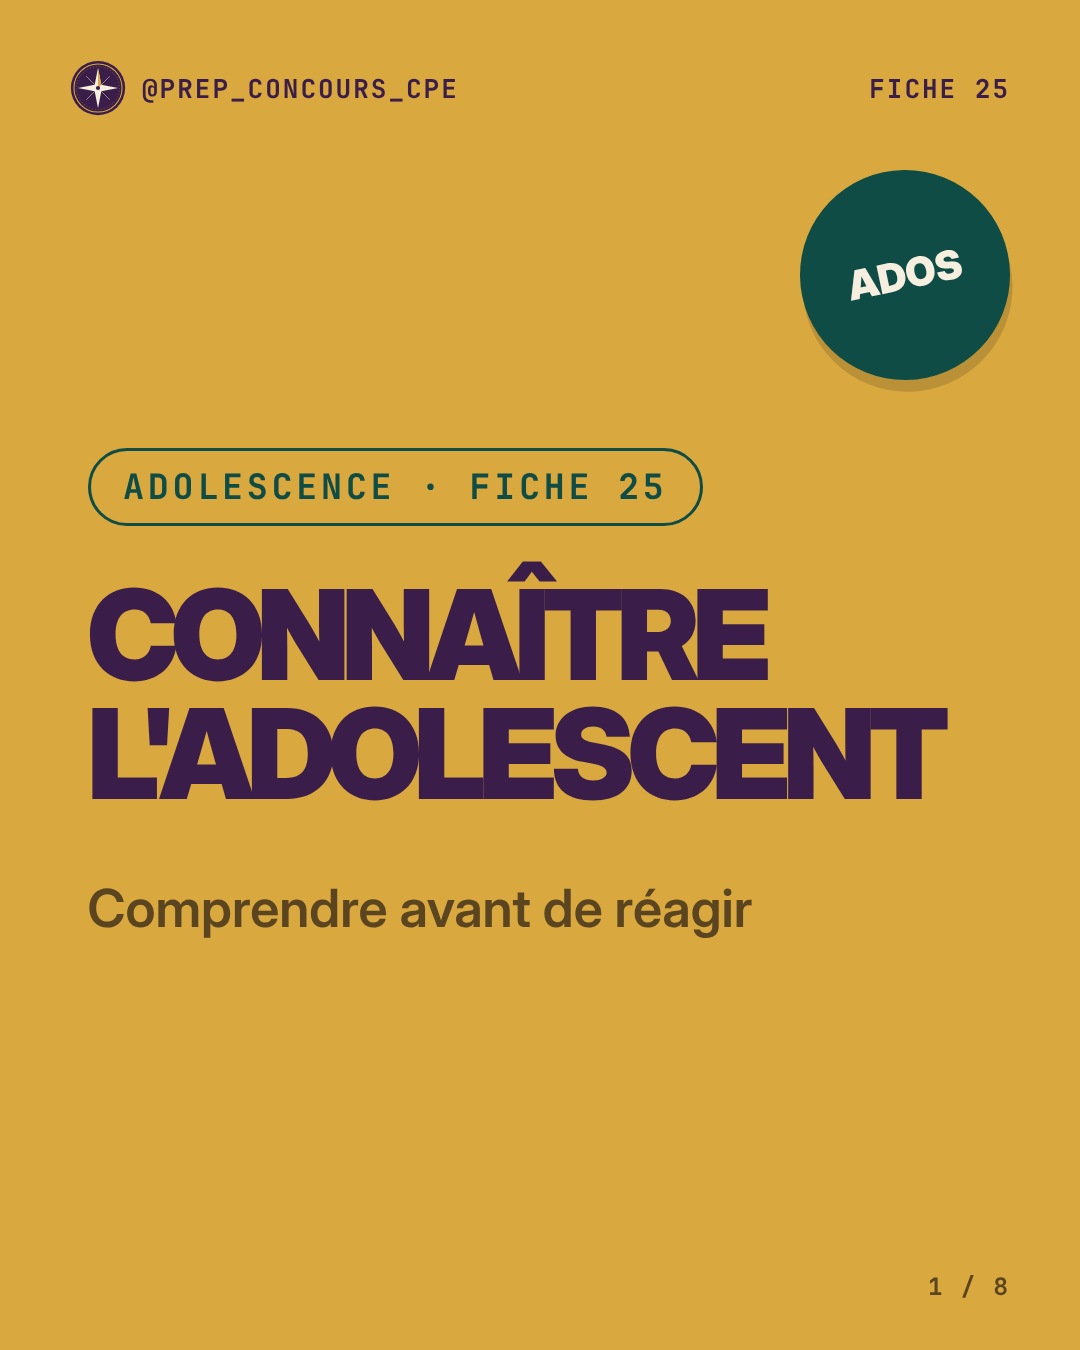 @PREP_CONCOURS_CPE
FICHE 25
ADOS
ADOLESCENCE · FICHE 25
CONNAÎTRE
L'ADOLESCENT
Comprendre avant de réagir
1 / 8